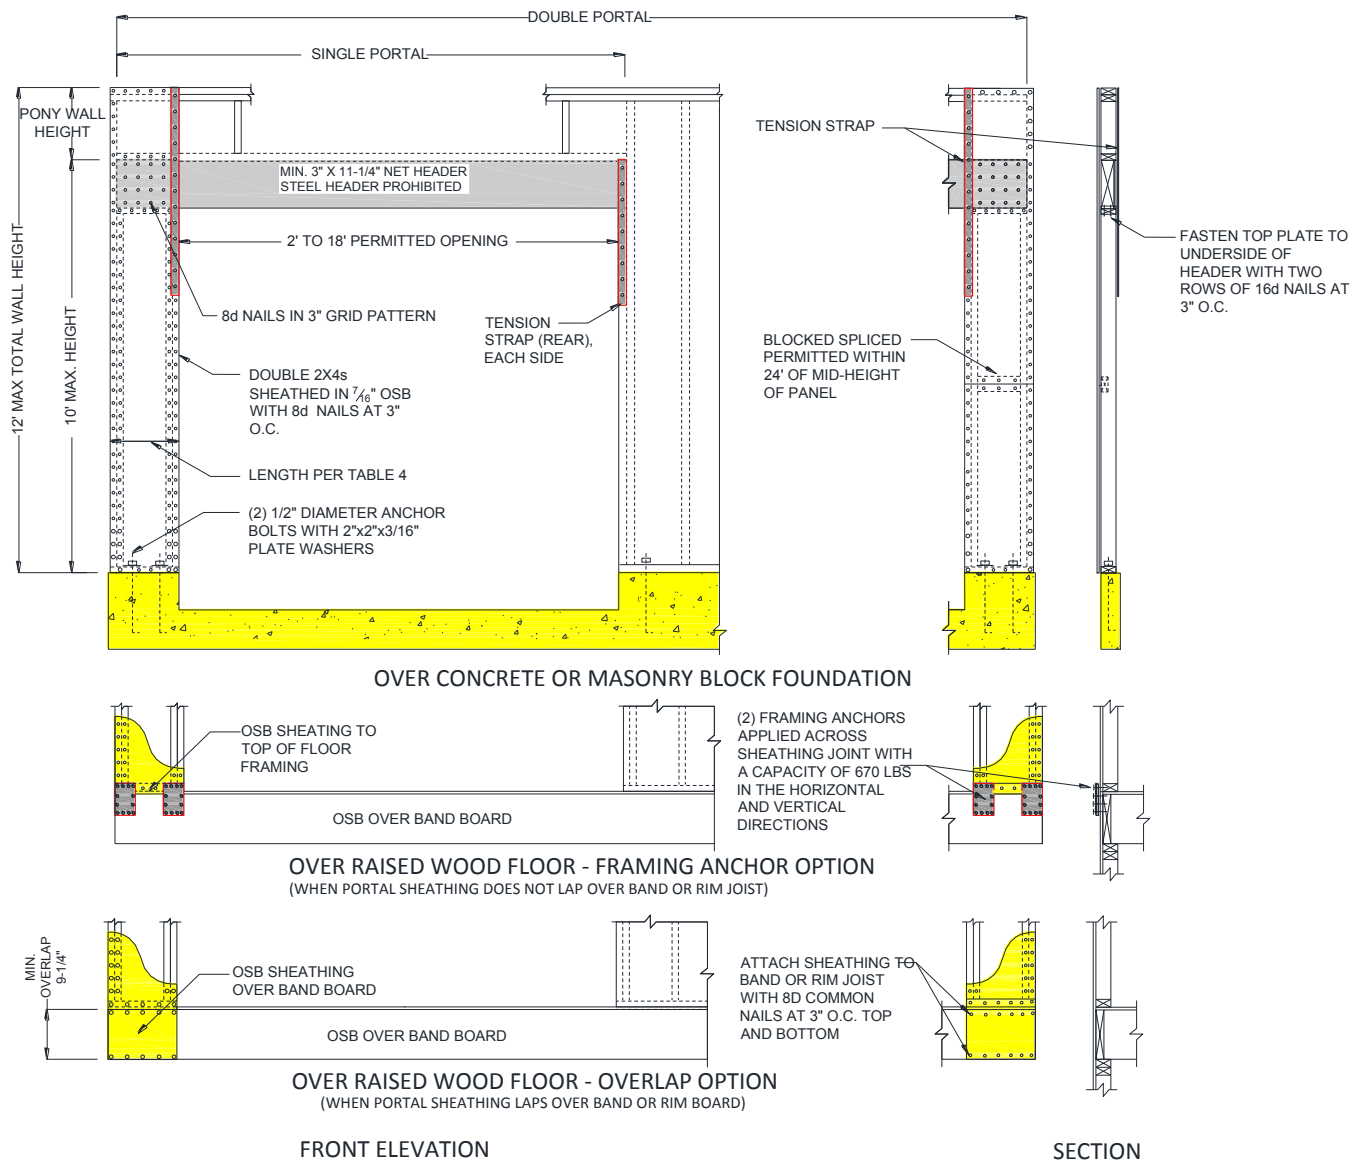 DOUBLE PORTAL
SINGLE PORTAL
PONY WALL
HEIGHT
12' MAX TOTAL WALL HEIGHT
10' MAX. HEIGHT
MIN. 3" X 11-1/4" NET HEADER
STEEL HEADER PROHIBITED
2' TO 18' PERMITTED OPENING
8d NAILS IN 3" GRID PATTERN
TENSION
STRAP (REAR),
EACH SIDE
DOUBLE 2X4s
SHEATHED IN 7/16" OSB
WITH 8d NAILS AT 3"
O.C.
LENGTH PER TABLE 4
(2) 1/2" DIAMETER ANCHOR
BOLTS WITH 2"x2"x3/16"
PLATE WASHERS
TENSION STRAP
FASTEN TOP PLATE TO
UNDERSIDE OF
HEADER WITH TWO
ROWS OF 16d NAILS AT
3" O.C.
BLOCKED SPLICED
PERMITTED WITHIN
24' OF MID-HEIGHT
OF PANEL
OVER CONCRETE OR MASONRY BLOCK FOUNDATION
OSB SHEATING TO
TOP OF FLOOR
FRAMING
OSB OVER BAND BOARD
(2) FRAMING ANCHORS
APPLIED ACROSS
SHEATHING JOINT WITH
A CAPACITY OF 670 LBS
IN THE HORIZONTAL
AND VERTICAL
DIRECTIONS
OVER RAISED WOOD FLOOR - FRAMING ANCHOR OPTION
(WHEN PORTAL SHEATHING DOES NOT LAP OVER BAND OR RIM JOIST)
MIN.
OVERLAP
9-1/4"
OSB SHEATHING
OVER BAND BOARD
OSB OVER BAND BOARD
ATTACH SHEATHING TO
BAND OR RIM JOIST
WITH 8D COMMON
NAILS AT 3" O.C. TOP
AND BOTTOM
OVER RAISED WOOD FLOOR - OVERLAP OPTION
(WHEN PORTAL SHEATHING LAPS OVER BAND OR RIM BOARD)
FRONT ELEVATION
SECTION